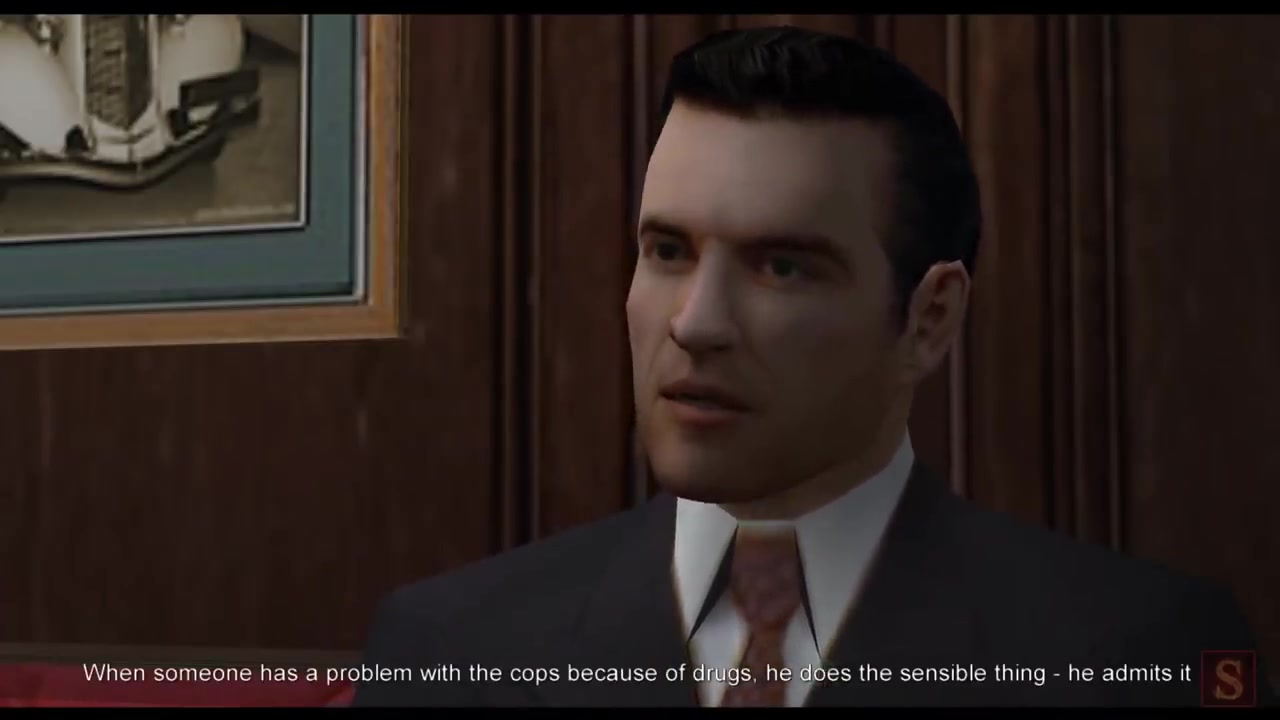 When someone has a problem with the cops because of drugs, he does the sensible thing - he admits it
S